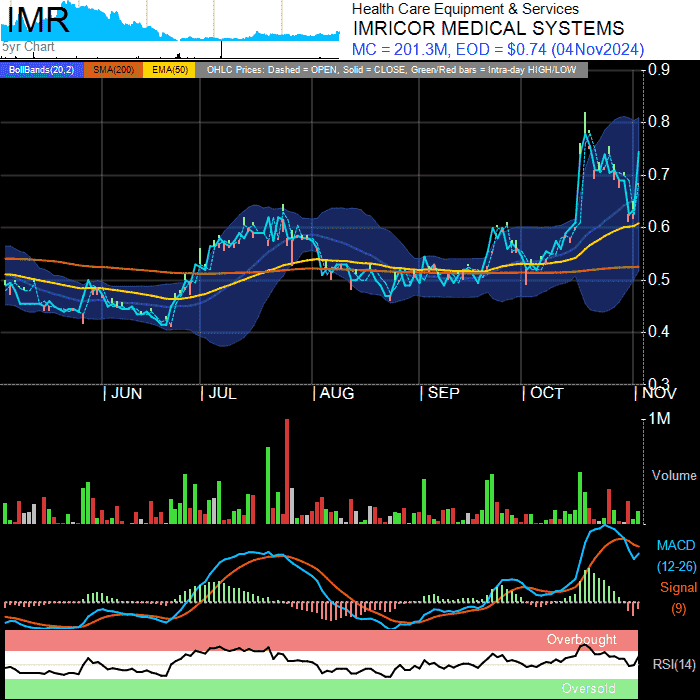 IMR
Health Care Equipment & Services
IMRICOR MEDICAL SYSTEMS
5yr Chart
MC = 201.3M, EOD = $0.74 (04Nov2024)
BollBands(20,2) SMA(200) EMA(50) OHLC Prices: Dashed = OPEN, Solid = CLOSE, Green/Red bars = Intra-day HIGH/LOW
0.9
0.8
0.7
0.6
0.5
0.4
0.3
JUN JUL AUG SEP OCT NOV
1M
Volume
MACD
(12-26)
Signal
(9)
Overbought
RSI(14)
Oversold